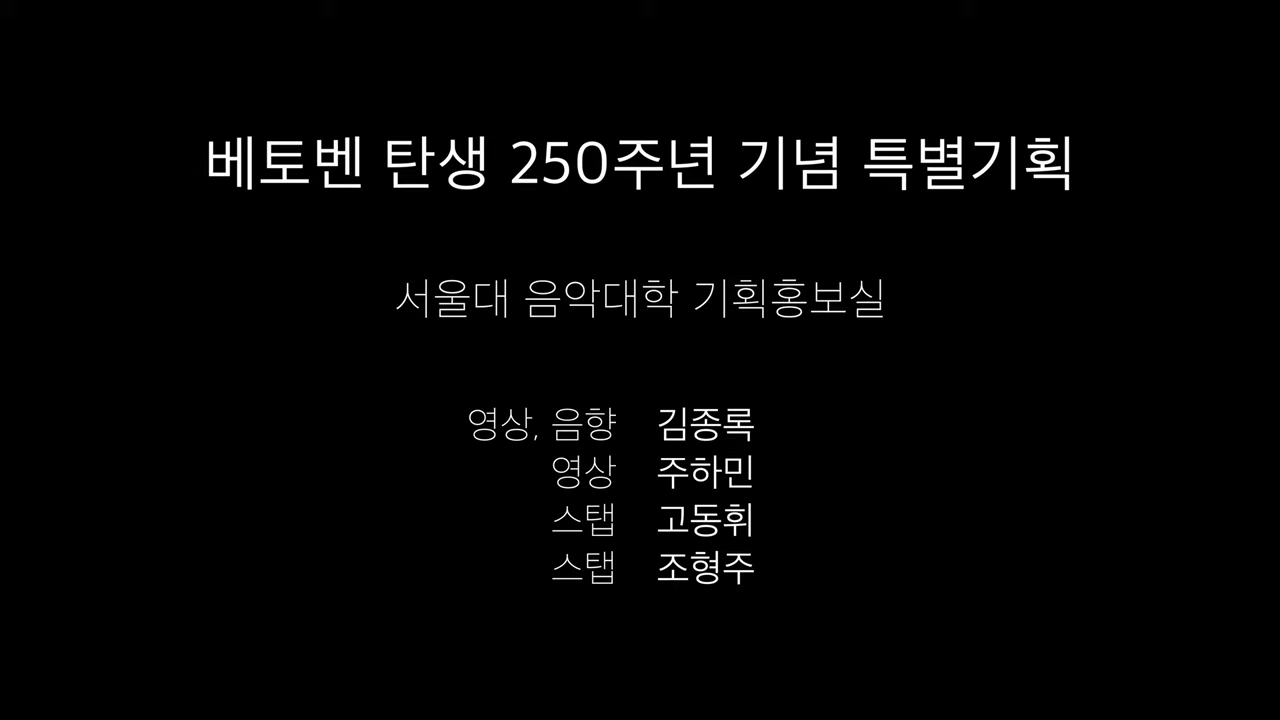 베토벤 탄생 250주년 기념 특별기획
서울대 음악대학 기획홍보실
영상, 음향 김종록
영상 주하민
스탭 고동휘
스탭 조형주